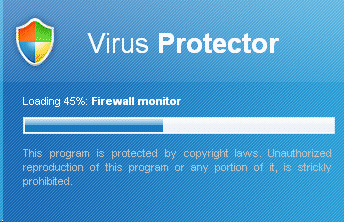 Virus Protector
Loading 45%: Firewall monitor
This program is protected by copyright laws. Unauthorized
reproduction of this program or any portion of it, is strickly
prohibited.